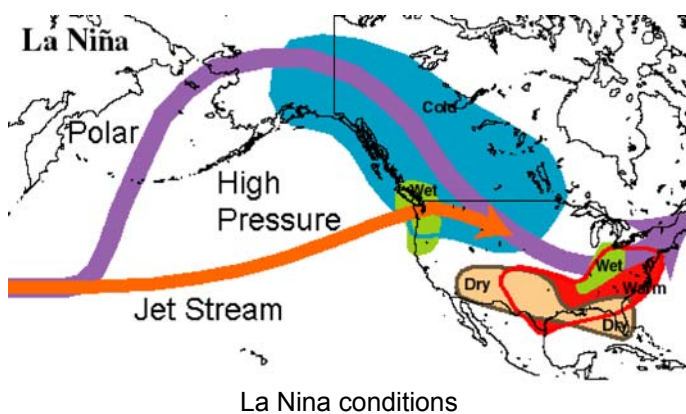 La Niña
Polar
Cold
High
Pressure
Wet
Jet Stream
Wet
Dry
Warm
Dry
La Nina conditions